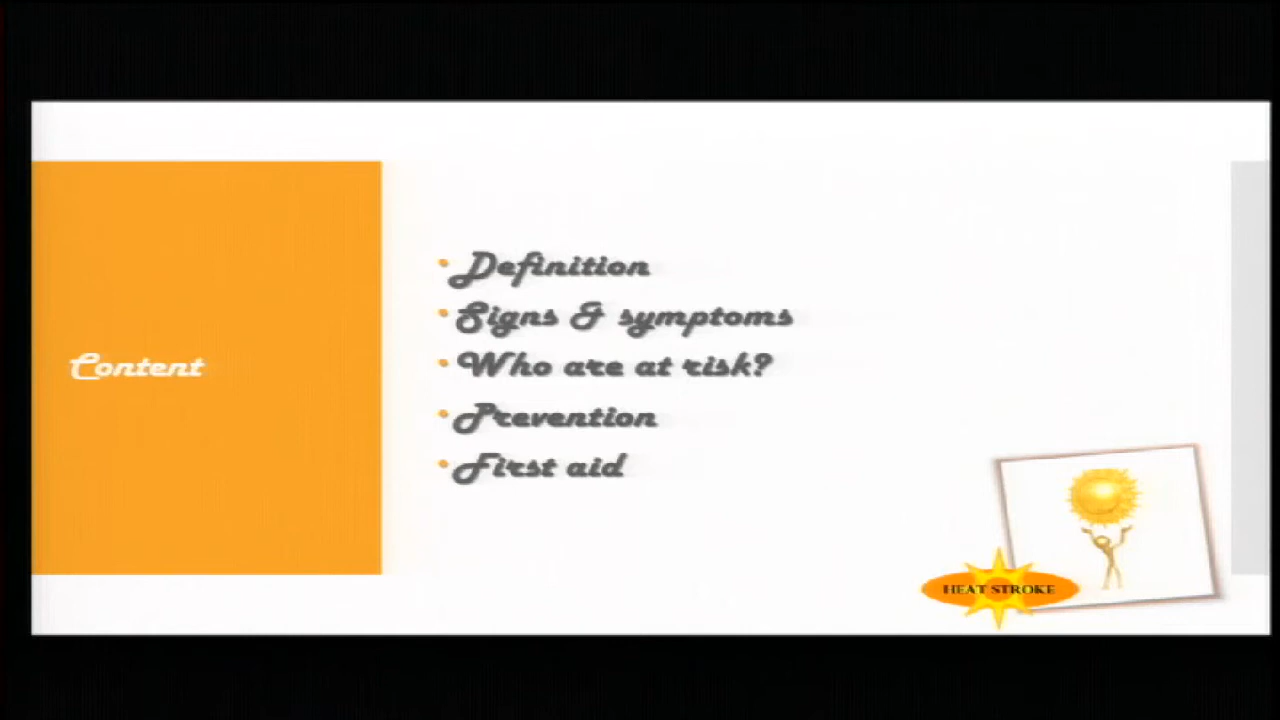 Content
• Definition
• Signs & symptoms
• Who are at risk?
• Prevention
• First aid
HEAT STROKE